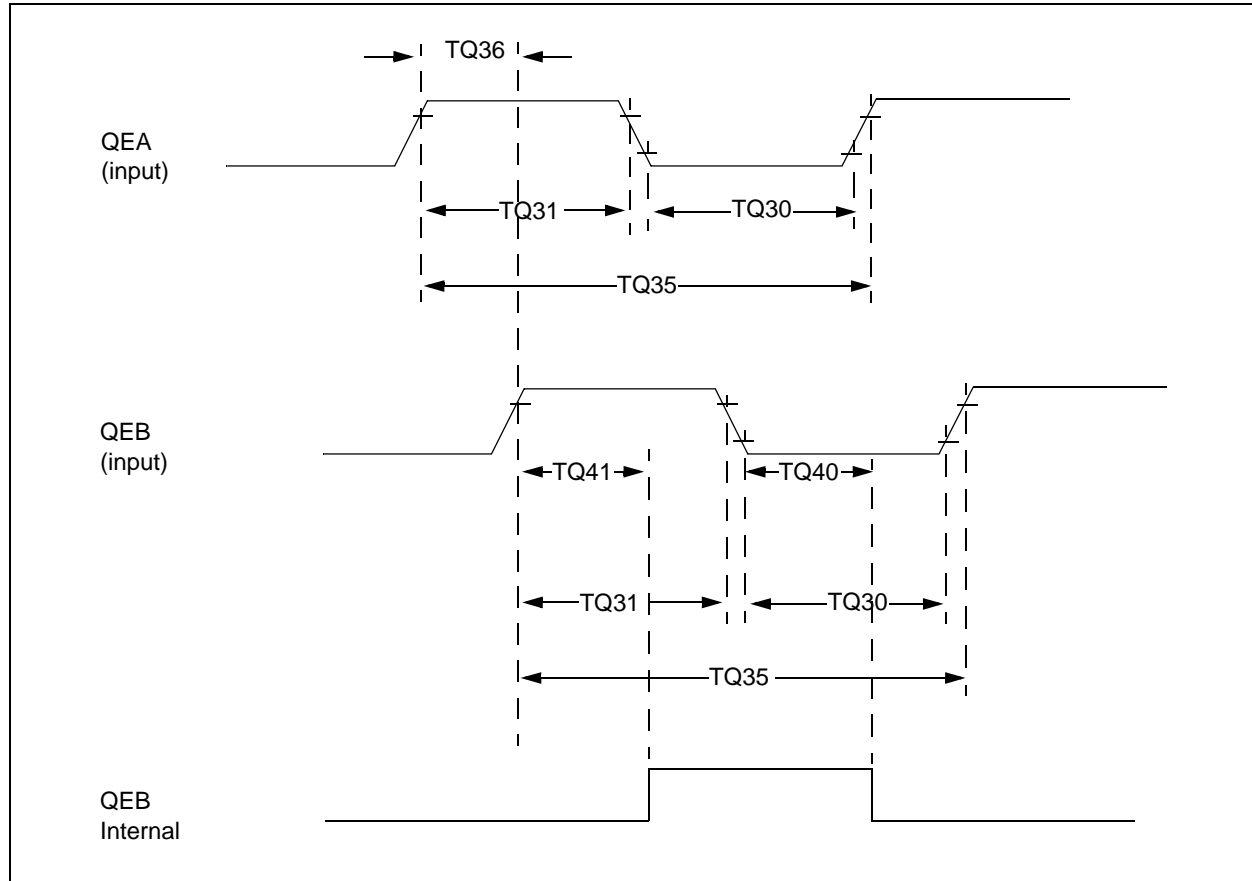 TQ36
QEA
(input)
TQ31
TQ30
TQ35
QEB
(input)
TQ41
TQ40
TQ31
TQ30
TQ35
QEB
Internal